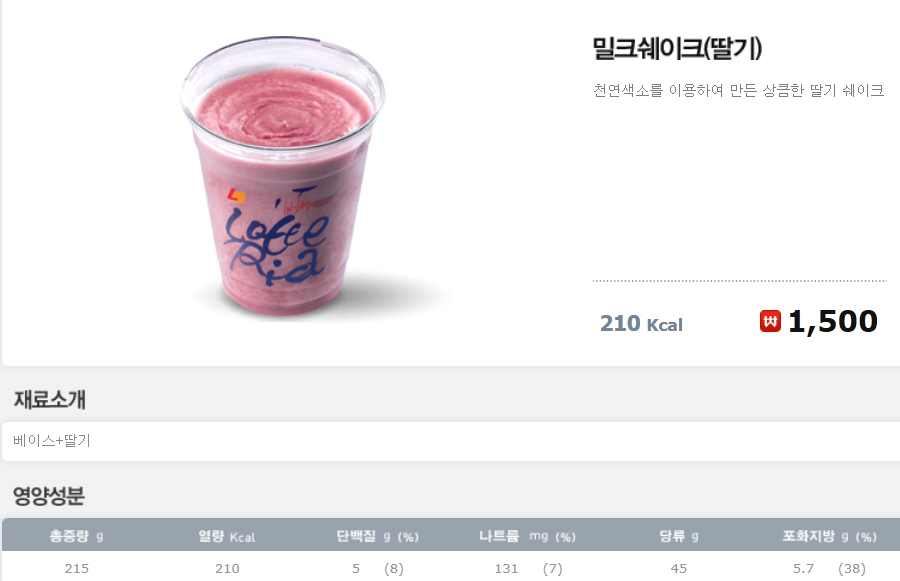 밀크쉐이크(딸기)
천연색소를 이용하여 만든 상큼한 딸기 쉐이크
Lotte
Ria
210 Kcal
₩ 1,500
재료소개
베이스+딸기
영양성분
총중량 g 열량 Kcal 단백질 g (%) 나트륨 mg (%) 당류 g 포화지방 g (%)
215 210 5 (8) 131 (7) 45 5.7 (38)